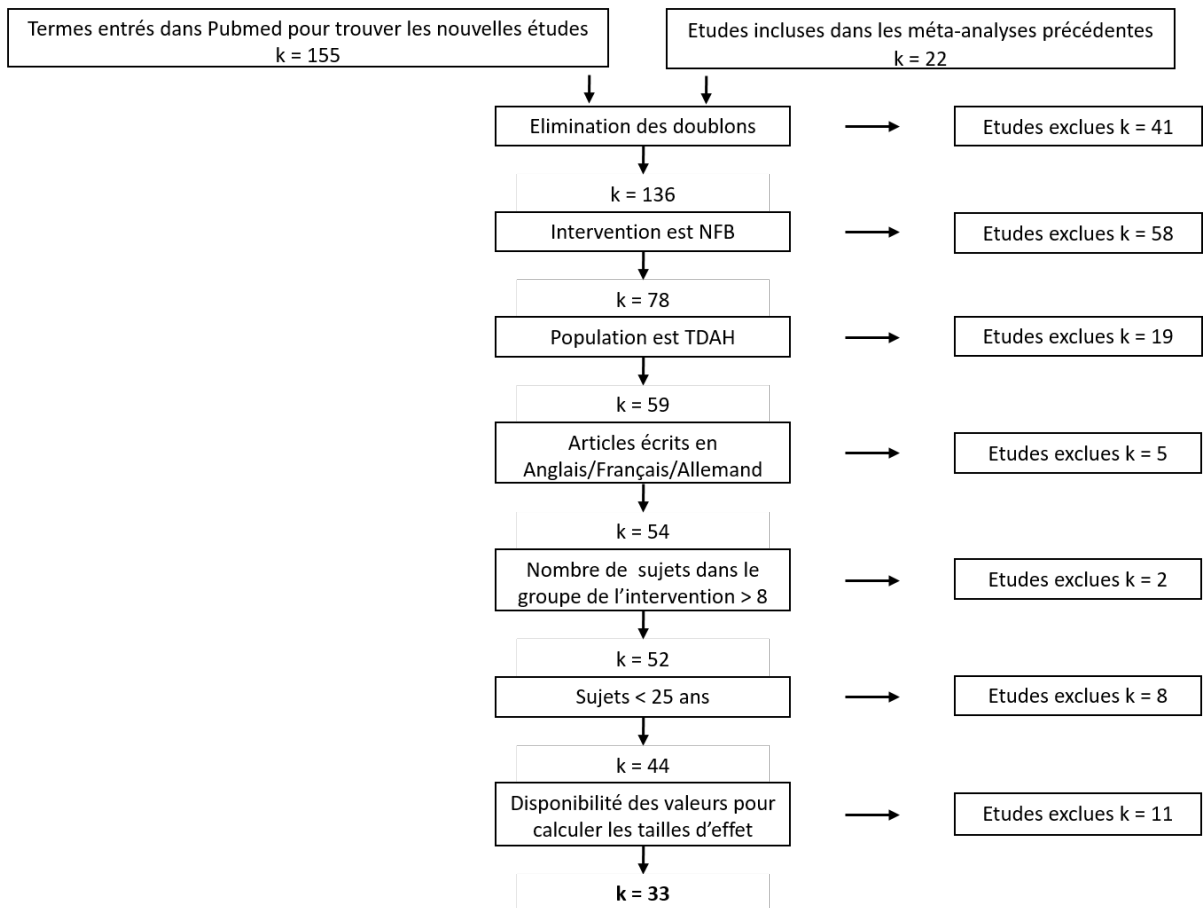 Termes entrés dans Pubmed pour trouver les nouvelles études
k = 155
Etudes incluses dans les méta-analyses précédentes
k = 22
Elimination des doublons
Etudes exclues k = 41
k = 136
Intervention est NFB
Etudes exclues k = 58
k = 78
Population est TDAH
Etudes exclues k = 19
k = 59
Articles écrits en
Anglais/Français/Allemand
Etudes exclues k = 5
k = 54
Nombre de sujets dans le
groupe de l'intervention > 8
Etudes exclues k = 2
k = 52
Sujets < 25 ans
Etudes exclues k = 8
k = 44
Disponibilité des valeurs pour
calculer les tailles d'effet
Etudes exclues k = 11
k = 33